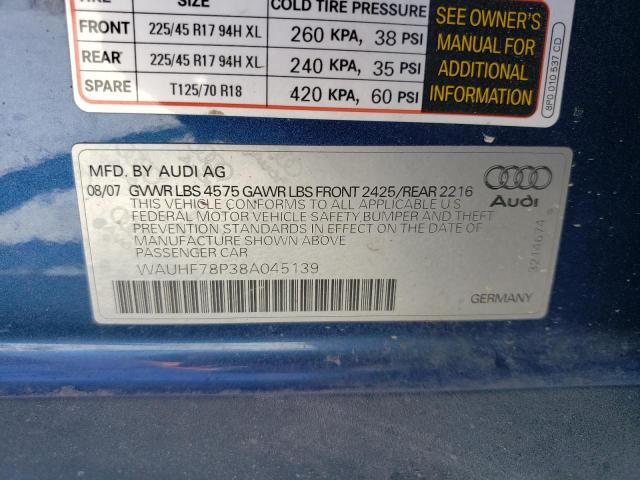 SIZE COLD TIRE PRESSURE
FRONT 225/45 R17 94H XL 260 KPA, 38 PSI
REAR 225/45 R17 94H XL 240 KPA, 35 PSI
SPARE T125/70 R18 420 KPA, 60 PSI
SEE OWNER'S
MANUAL FOR
ADDITIONAL
INFORMATION
8P0 010 537 CD
MFD. BY AUDI AG
08/07 GVWR LBS 4575 GAWR LBS FRONT 2425/REAR 2216
THIS VEHICLE CONFORMS TO ALL APPLICABLE U.S
FEDERAL MOTOR VEHICLE SAFETY, BUMPER AND THEFT
PREVENTION STANDARDS IN EFFECT ON THE DATE OF
MANUFACTURE SHOWN ABOVE
PASSENGER CAR
WAUHF78P38A045139
Audi
3214674
GERMANY